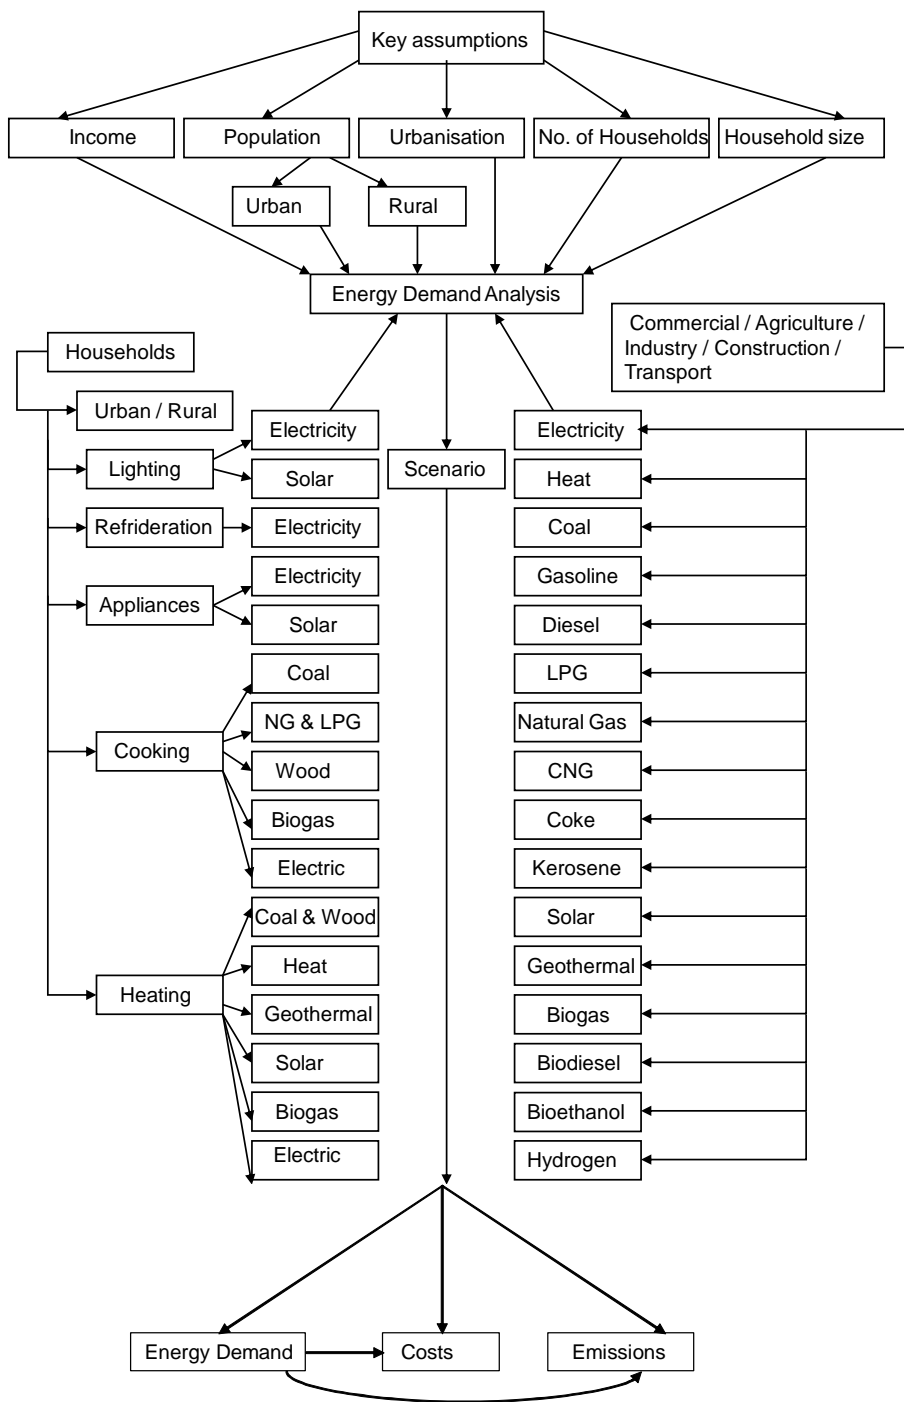 Key assumptions
Income
Population
Urbanisation
No. of Households
Household size
Urban
Rural
Energy Demand Analysis
Households
Commercial / Agriculture /
Industry / Construction /
Transport
Urban / Rural
Lighting
Electricity
Solar
Refrideration
Electricity
Appliances
Electricity
Solar
Cooking
Coal
NG & LPG
Wood
Biogas
Electric
Heating
Coal & Wood
Heat
Geothermal
Solar
Biogas
Electric
Scenario
Electricity
Heat
Coal
Gasoline
Diesel
LPG
Natural Gas
CNG
Coke
Kerosene
Solar
Geothermal
Biogas
Biodiesel
Bioethanol
Hydrogen
Energy Demand
Costs
Emissions